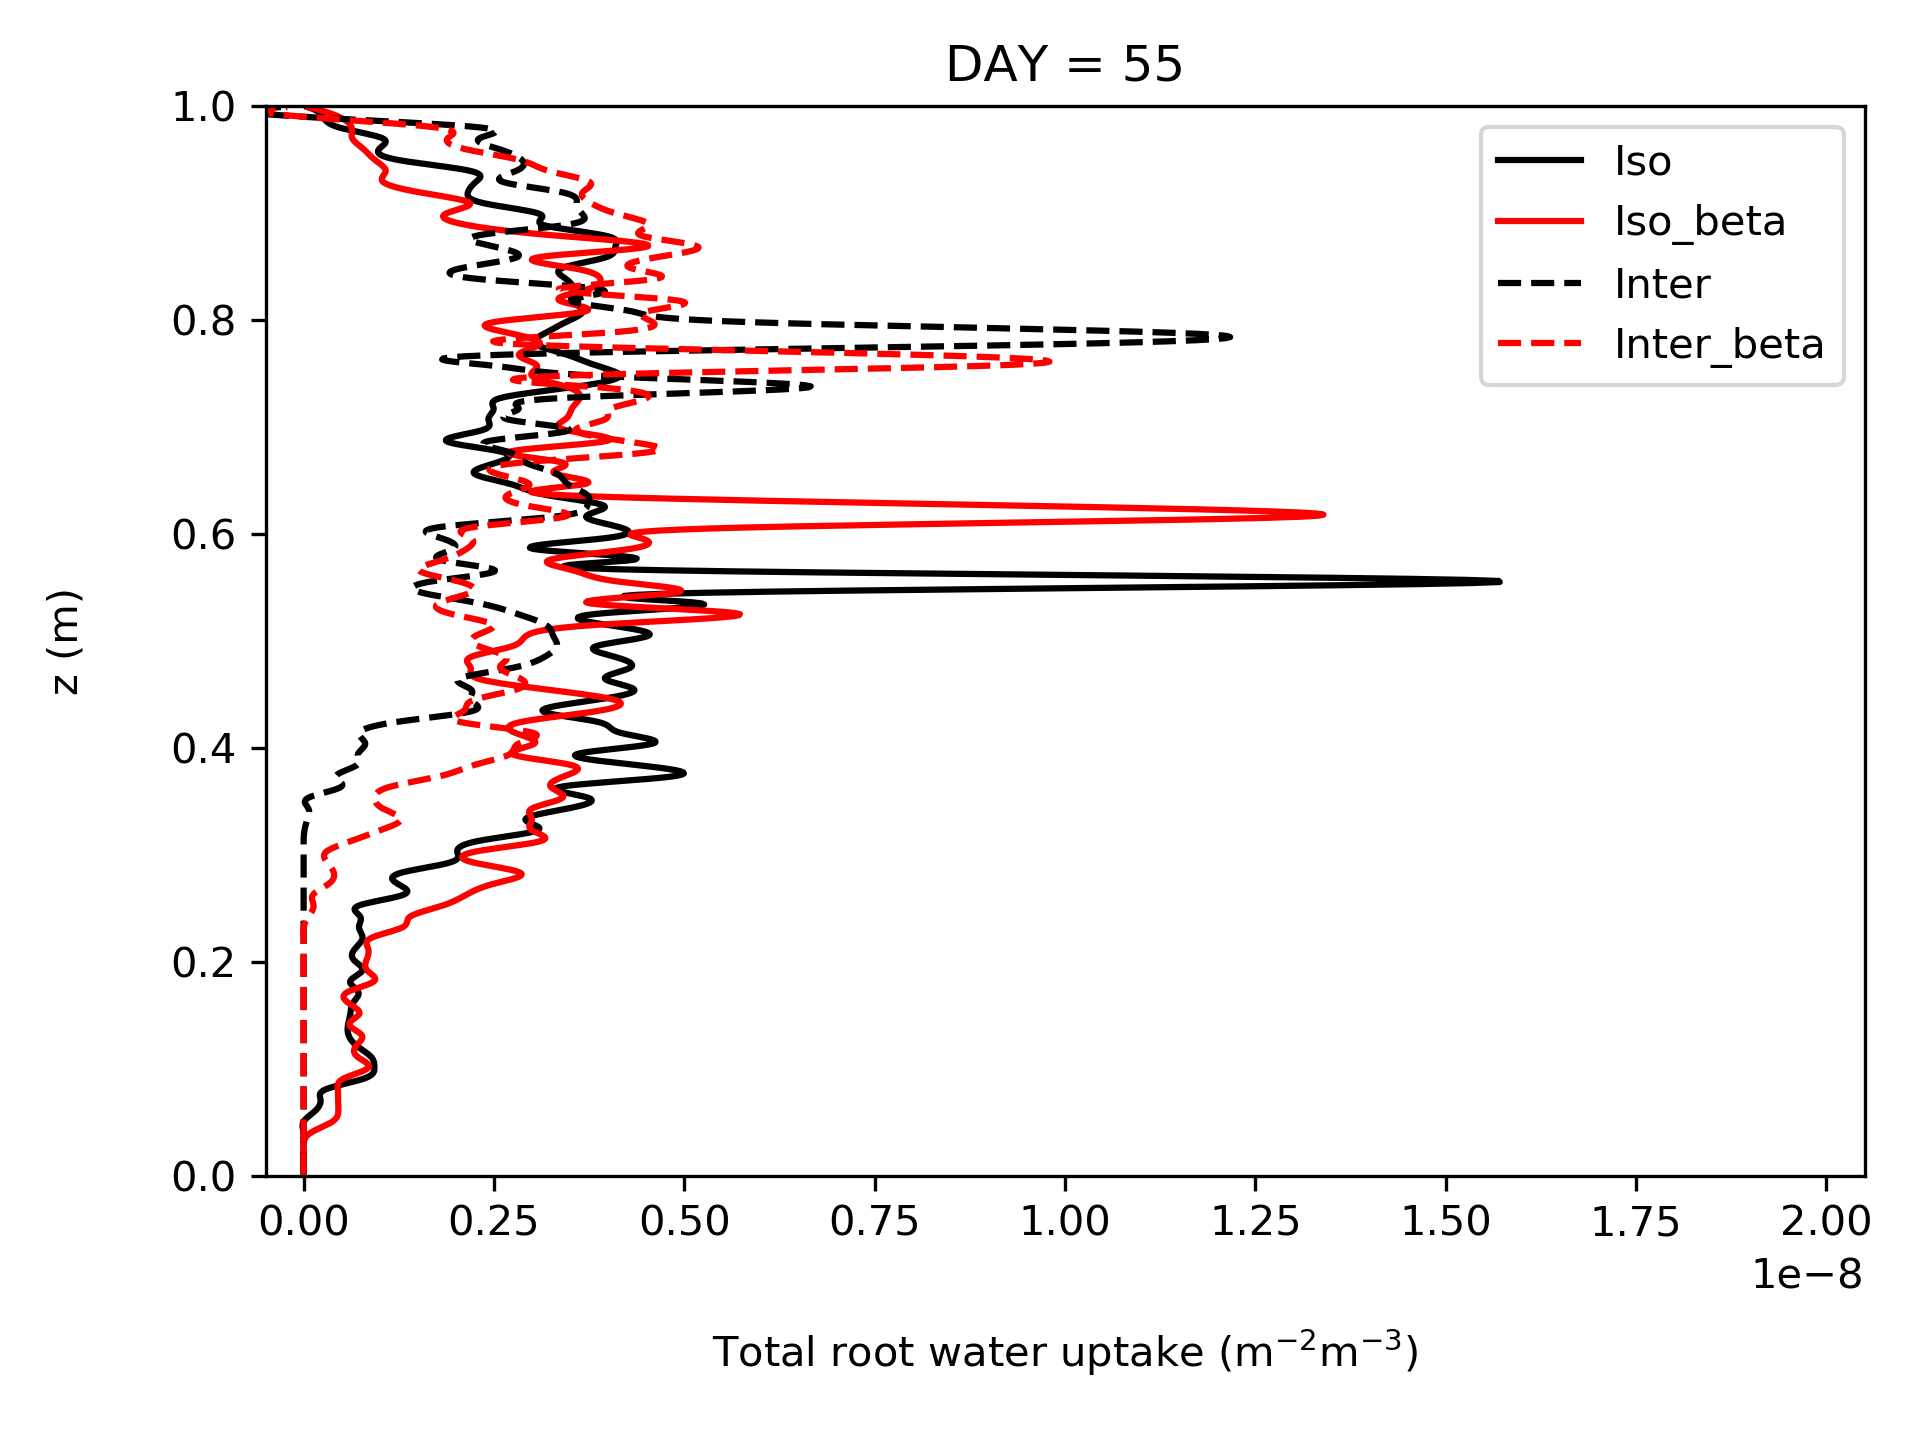 DAY = 55
1.0
0.8
0.6
0.4
0.2
0.0
z (m)
Iso
Iso_beta
Inter
Inter_beta
0.00 0.25 0.50 0.75 1.00 1.25 1.50 1.75 2.00
1e−8
Total root water uptake (m⁻²m⁻³)